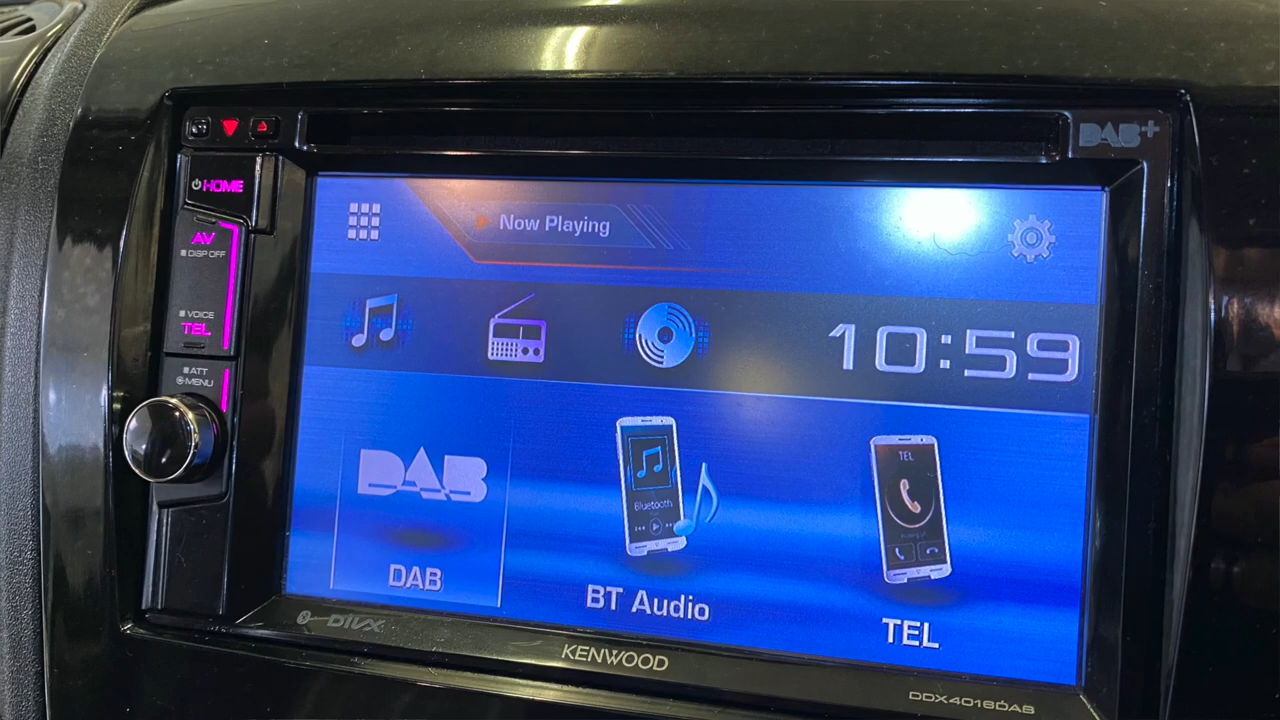 DAB+
HOME
AV
DISP OFF
VOICE
TEL
ATT
MENU
Now Playing
10:59
DAB
DAB
Bluetooth
BT Audio
TEL
TEL
DIVX
KENWOOD
DDX4016DAB